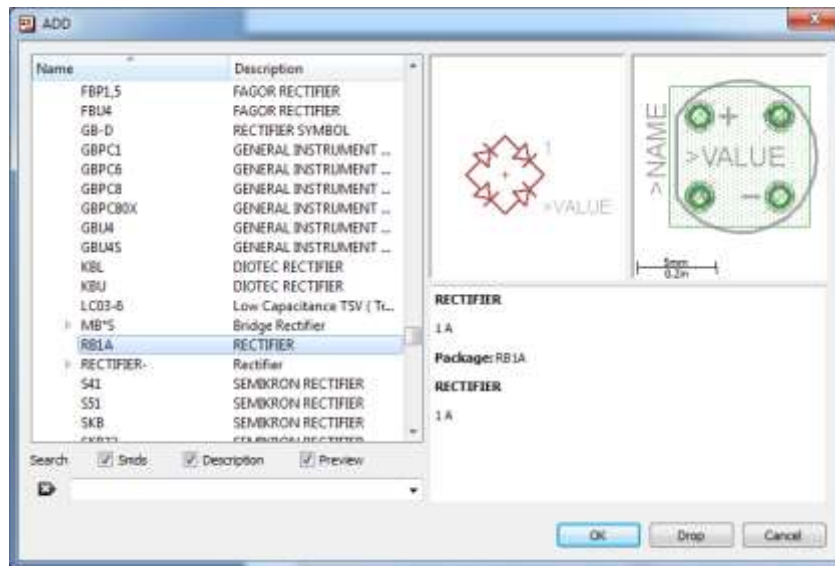 ADD
Name Description
FBP1,5 FAGOR RECTIFIER
FBU4 FAGOR RECTIFIER
GB-D RECTIFIER SYMBOL
GBPC1 GENERAL INSTRUMENT ...
GBPC6 GENERAL INSTRUMENT ...
GBPC8 GENERAL INSTRUMENT ...
GBPC80X GENERAL INSTRUMENT ...
GBU4 GENERAL INSTRUMENT ...
GBU4S GENERAL INSTRUMENT ...
KBL DIOTEC RECTIFIER
KBU DIOTEC RECTIFIER
LC03-6 Low Capacitance TSV ( Te...
MB*S Bridge Rectifier
RB1A RECTIFIER
RECTIFIER- Rectifier
S41 SEMIKRON RECTIFIER
S51 SEMIKRON RECTIFIER
SKB SEMIKRON RECTIFIER
Search Smds Description Preview
1
>VALUE
>NAME
+
>VALUE
-
5mm
0.2in
RECTIFIER
1 A
Package: RB1A
RECTIFIER
1 A
OK Drop Cancel